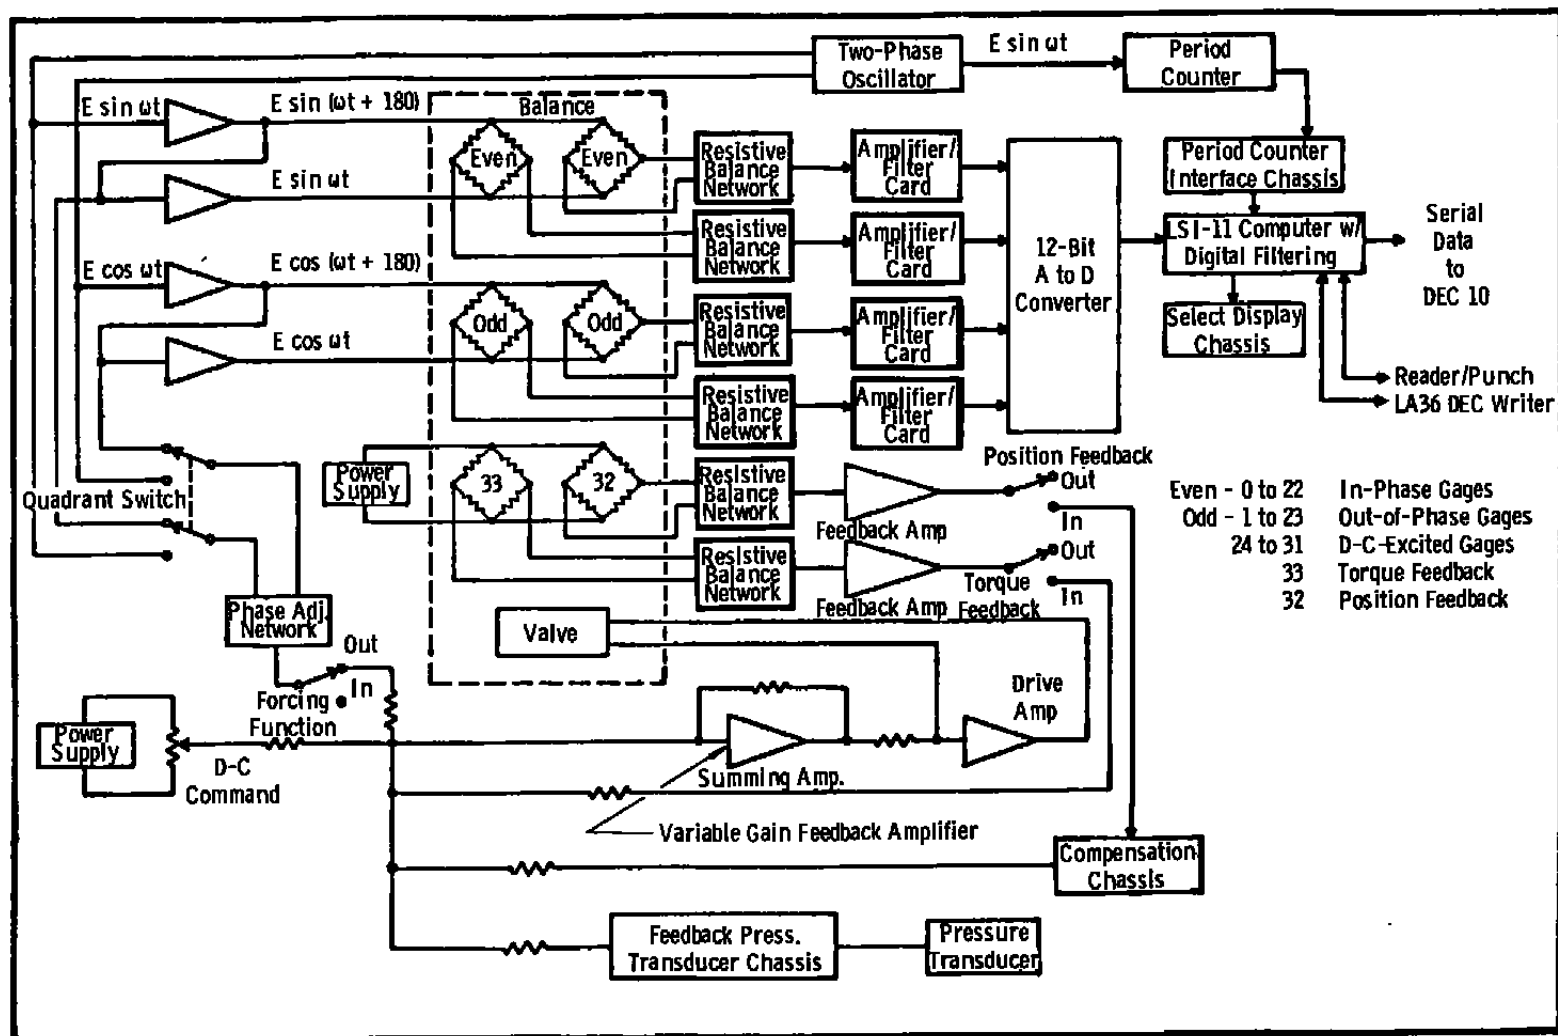 Two-Phase
Oscillator
E sin ωt
Period
Counter
E sin ωt
E sin (ωt + 180)
Balance
Even
Even
Resistive
Balance
Network
Amplifier/
Filter
Card
Period Counter
Interface Chassis
E sin ωt
Resistive
Balance
Network
Amplifier/
Filter
Card
12-Bit
A to D
Converter
LSI-11 Computer w/
Digital Filtering
Serial
Data
to
DEC 10
E cos ωt
E cos (ωt + 180)
Odd
Odd
Resistive
Balance
Network
Amplifier/
Filter
Card
Select Display
Chassis
E cos ωt
Resistive
Balance
Network
Amplifier/
Filter
Card
Reader/Punch
LA36 DEC Writer
Quadrant Switch
Power
Supply
33
32
Resistive
Balance
Network
Feedback Amp
Position Feedback
Out
In
Resistive
Balance
Network
Feedback Amp
Torque
Feedback
Out
In
Even - 0 to 22 In-Phase Gages
Odd - 1 to 23 Out-of-Phase Gages
24 to 31 D-C-Excited Gages
33 Torque Feedback
32 Position Feedback
Phase Adj.
Network
Valve
Out
In
Forcing
Function
Power
Supply
D-C
Command
Summing Amp.
Drive
Amp
Variable Gain Feedback Amplifier
Compensation
Chassis
Feedback Press.
Transducer Chassis
Pressure
Transducer